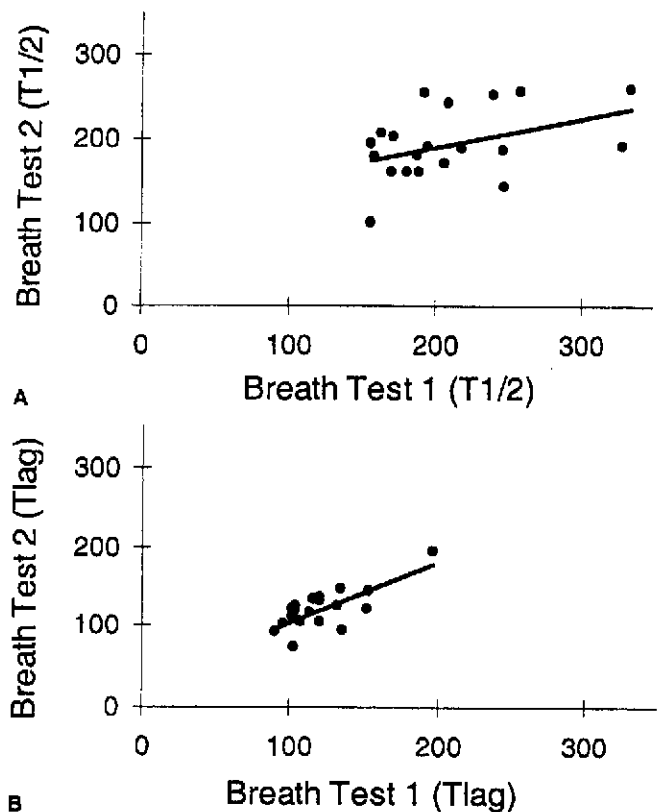 300
200
100
0
Breath Test 2 (T1/2)
0 100 200 300
Breath Test 1 (T1/2)
A
300
200
100
0
Breath Test 2 (Tlag)
0 100 200 300
Breath Test 1 (Tlag)
B